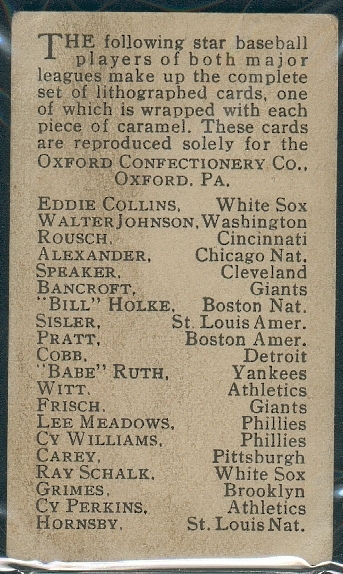 THE following star baseball
players of both major
leagues make up the complete
set of lithographed cards, one
of which is wrapped with each
piece of caramel. These cards
are reproduced solely for the
OXFORD CONFECTIONERY CO.,
OXFORD, PA.
EDDIE COLLINS, White Sox
WALTER JOHNSON, Washington
ROUSCH, Cincinnati
ALEXANDER, Chicago Nat.
SPEAKER, Cleveland
BANCROFT, Giants
"BILL" HOLKE, Boston Nat.
SISLER, St. Louis Amer.
PRATT, Boston Amer.
COBB, Detroit
"BABE" RUTH, Yankees
WITT, Athletics
FRISCH, Giants
LEE MEADOWS, Phillies
CY WILLIAMS, Phillies
CAREY, Pittsburgh
RAY SCHALK, White Sox
GRIMES, Brooklyn
CY PERKINS, Athletics
HORNSBY, St. Louis Nat.